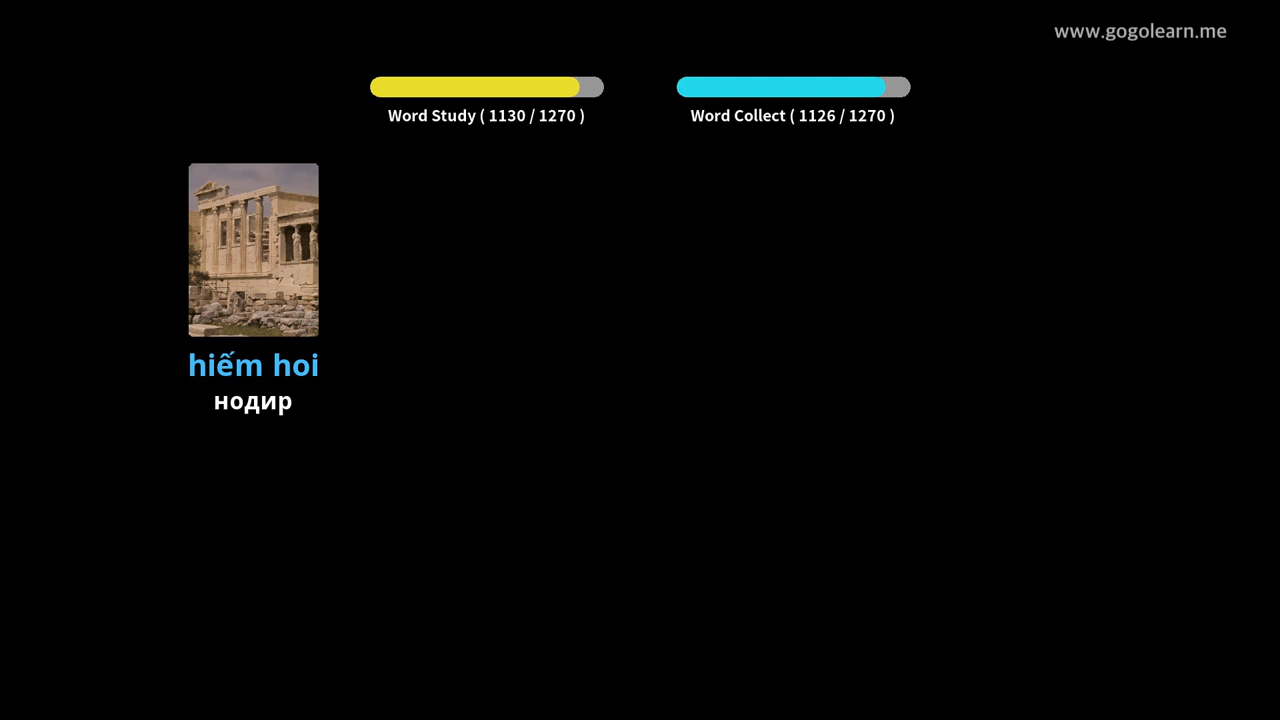 www.gogolearn.me
Word Study ( 1130 / 1270 )
Word Collect ( 1126 / 1270 )
hiếm hoi
нодир